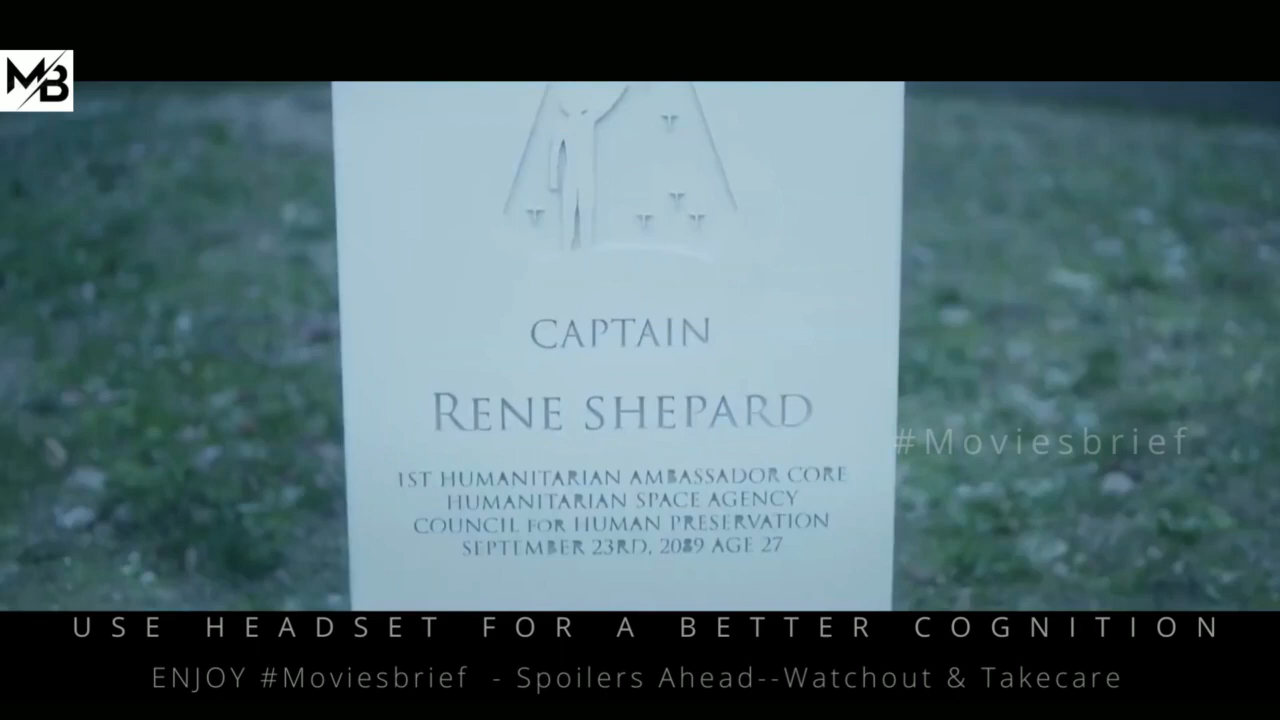 MB
CAPTAIN
RENE SHEPARD
#Moviesbrief
1ST HUMANITARIAN AMBASSADOR CORE
HUMANITARIAN SPACE AGENCY
COUNCIL FOR HUMAN PRESERVATION
SEPTEMBER 23RD, 2089 AGE 27
USE HEADSET FOR A BETTER COGNITION
ENJOY #Moviesbrief - Spoilers Ahead--Watchout & Takecare